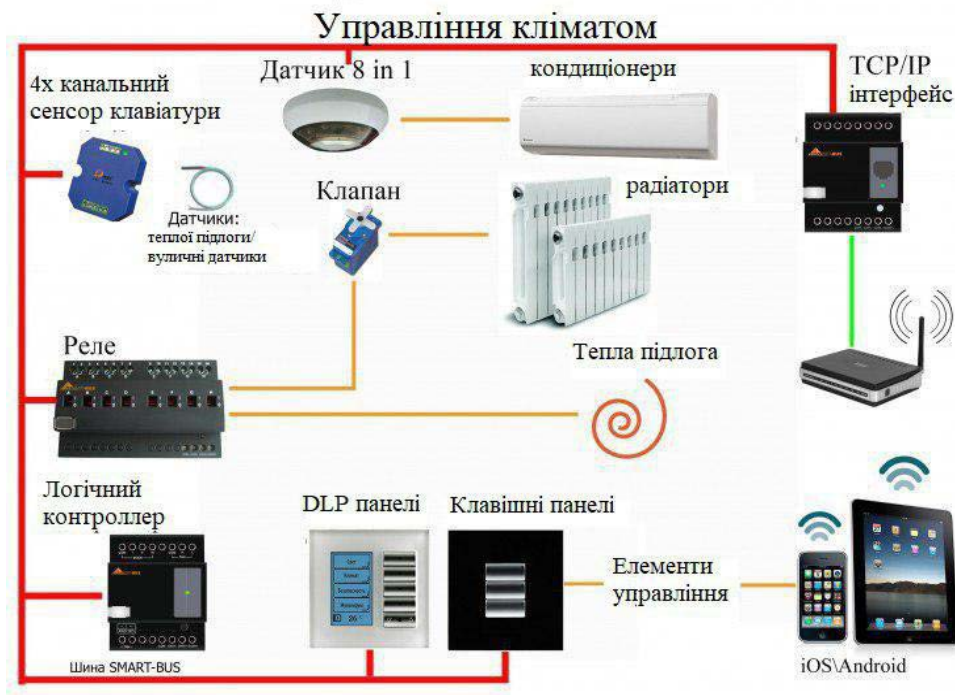 Управління кліматом
Датчик 8 in 1
кондиціонери
TCP/IP
інтерфейс
4х канальний
сенсор клавіатури
Датчики:
теплої підлоги/
вуличні датчики
Клапан
радіатори
Реле
Тепла підлога
Логічний
контроллер
DLP панелі
Клавішні панелі
Елементи
управління
26
Шина SMART-BUS
iOS\Android